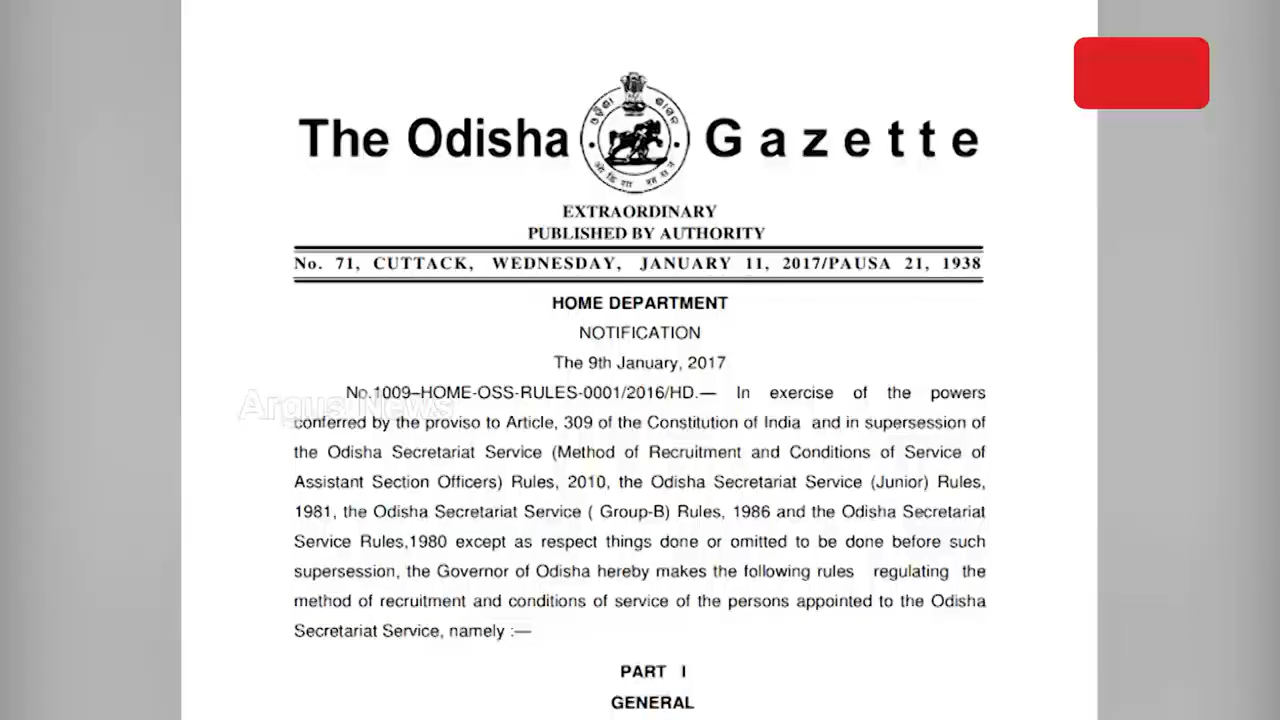 The Odisha Gazette
EXTRAORDINARY
PUBLISHED BY AUTHORITY
No. 71, CUTTACK, WEDNESDAY, JANUARY 11, 2017/PAUSA 21, 1938
HOME DEPARTMENT
NOTIFICATION
The 9th January, 2017
No.1009–HOME-OSS-RULES-0001/2016/HD.— In exercise of the powers
Argus News
conferred by the proviso to Article, 309 of the Constitution of India and in supersession of
the Odisha Secretariat Service (Method of Recruitment and Conditions of Service of
Assistant Section Officers) Rules, 2010, the Odisha Secretariat Service (Junior) Rules,
1981, the Odisha Secretariat Service ( Group-B) Rules, 1986 and the Odisha Secretariat
Service Rules,1980 except as respect things done or omitted to be done before such
supersession, the Governor of Odisha hereby makes the following rules regulating the
method of recruitment and conditions of service of the persons appointed to the Odisha
Secretariat Service, namely :—
PART I
GENERAL